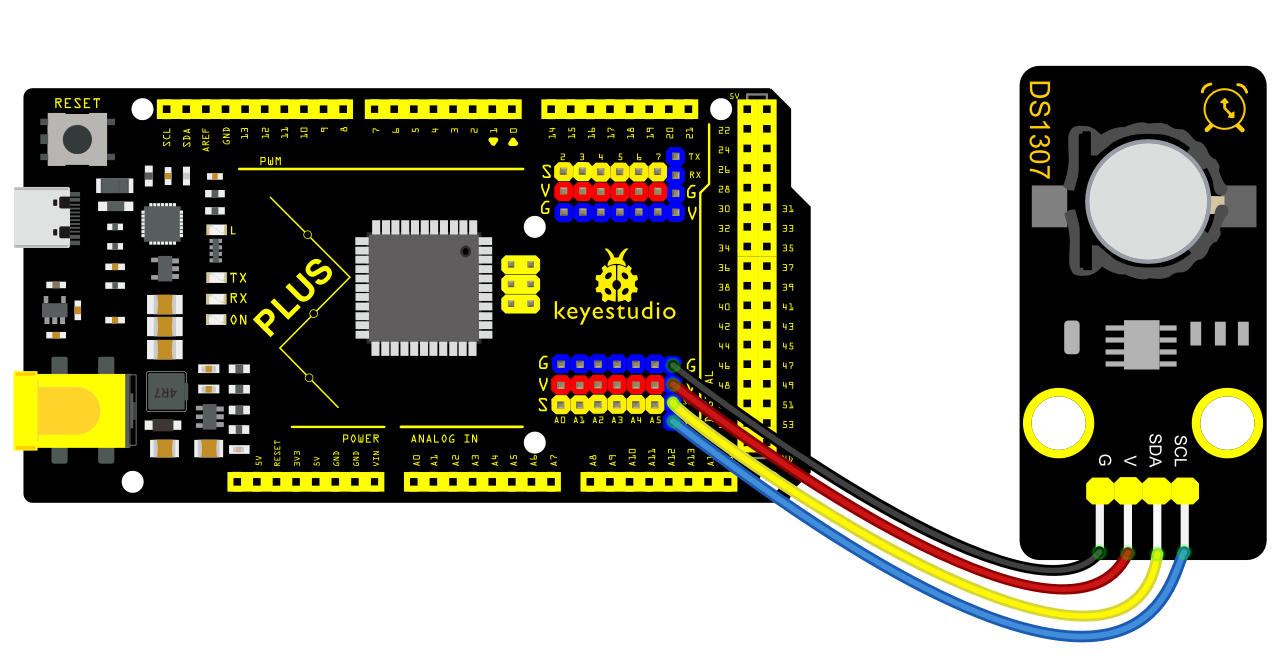 RESET
SCL SDA AREF GND 13 12 11 10 9 8
7 6 5 4 3 2 1 0
14 15 16 17 18 19 20 21
PWM
5V
22
24
26
28
30 31
32 33
34 35
36 37
38 39
40 41
42 43
44 45
46 47
48 49
51
53
2 3 4 5 6 7 TX
S RX
V G
G V
L
TX
RX
ON
PLUS
keyestudio
4R7
G G
V
S
A0 A1 A2 A3 A4 A5
POWER
ANALOG IN
5V RESET 3V3 5V GND GND VIN
A0 A1 A2 A3 A4 A5 A6 A7
A8 A9 A10 A11 A12 A13
DS1307
G V SDA SCL